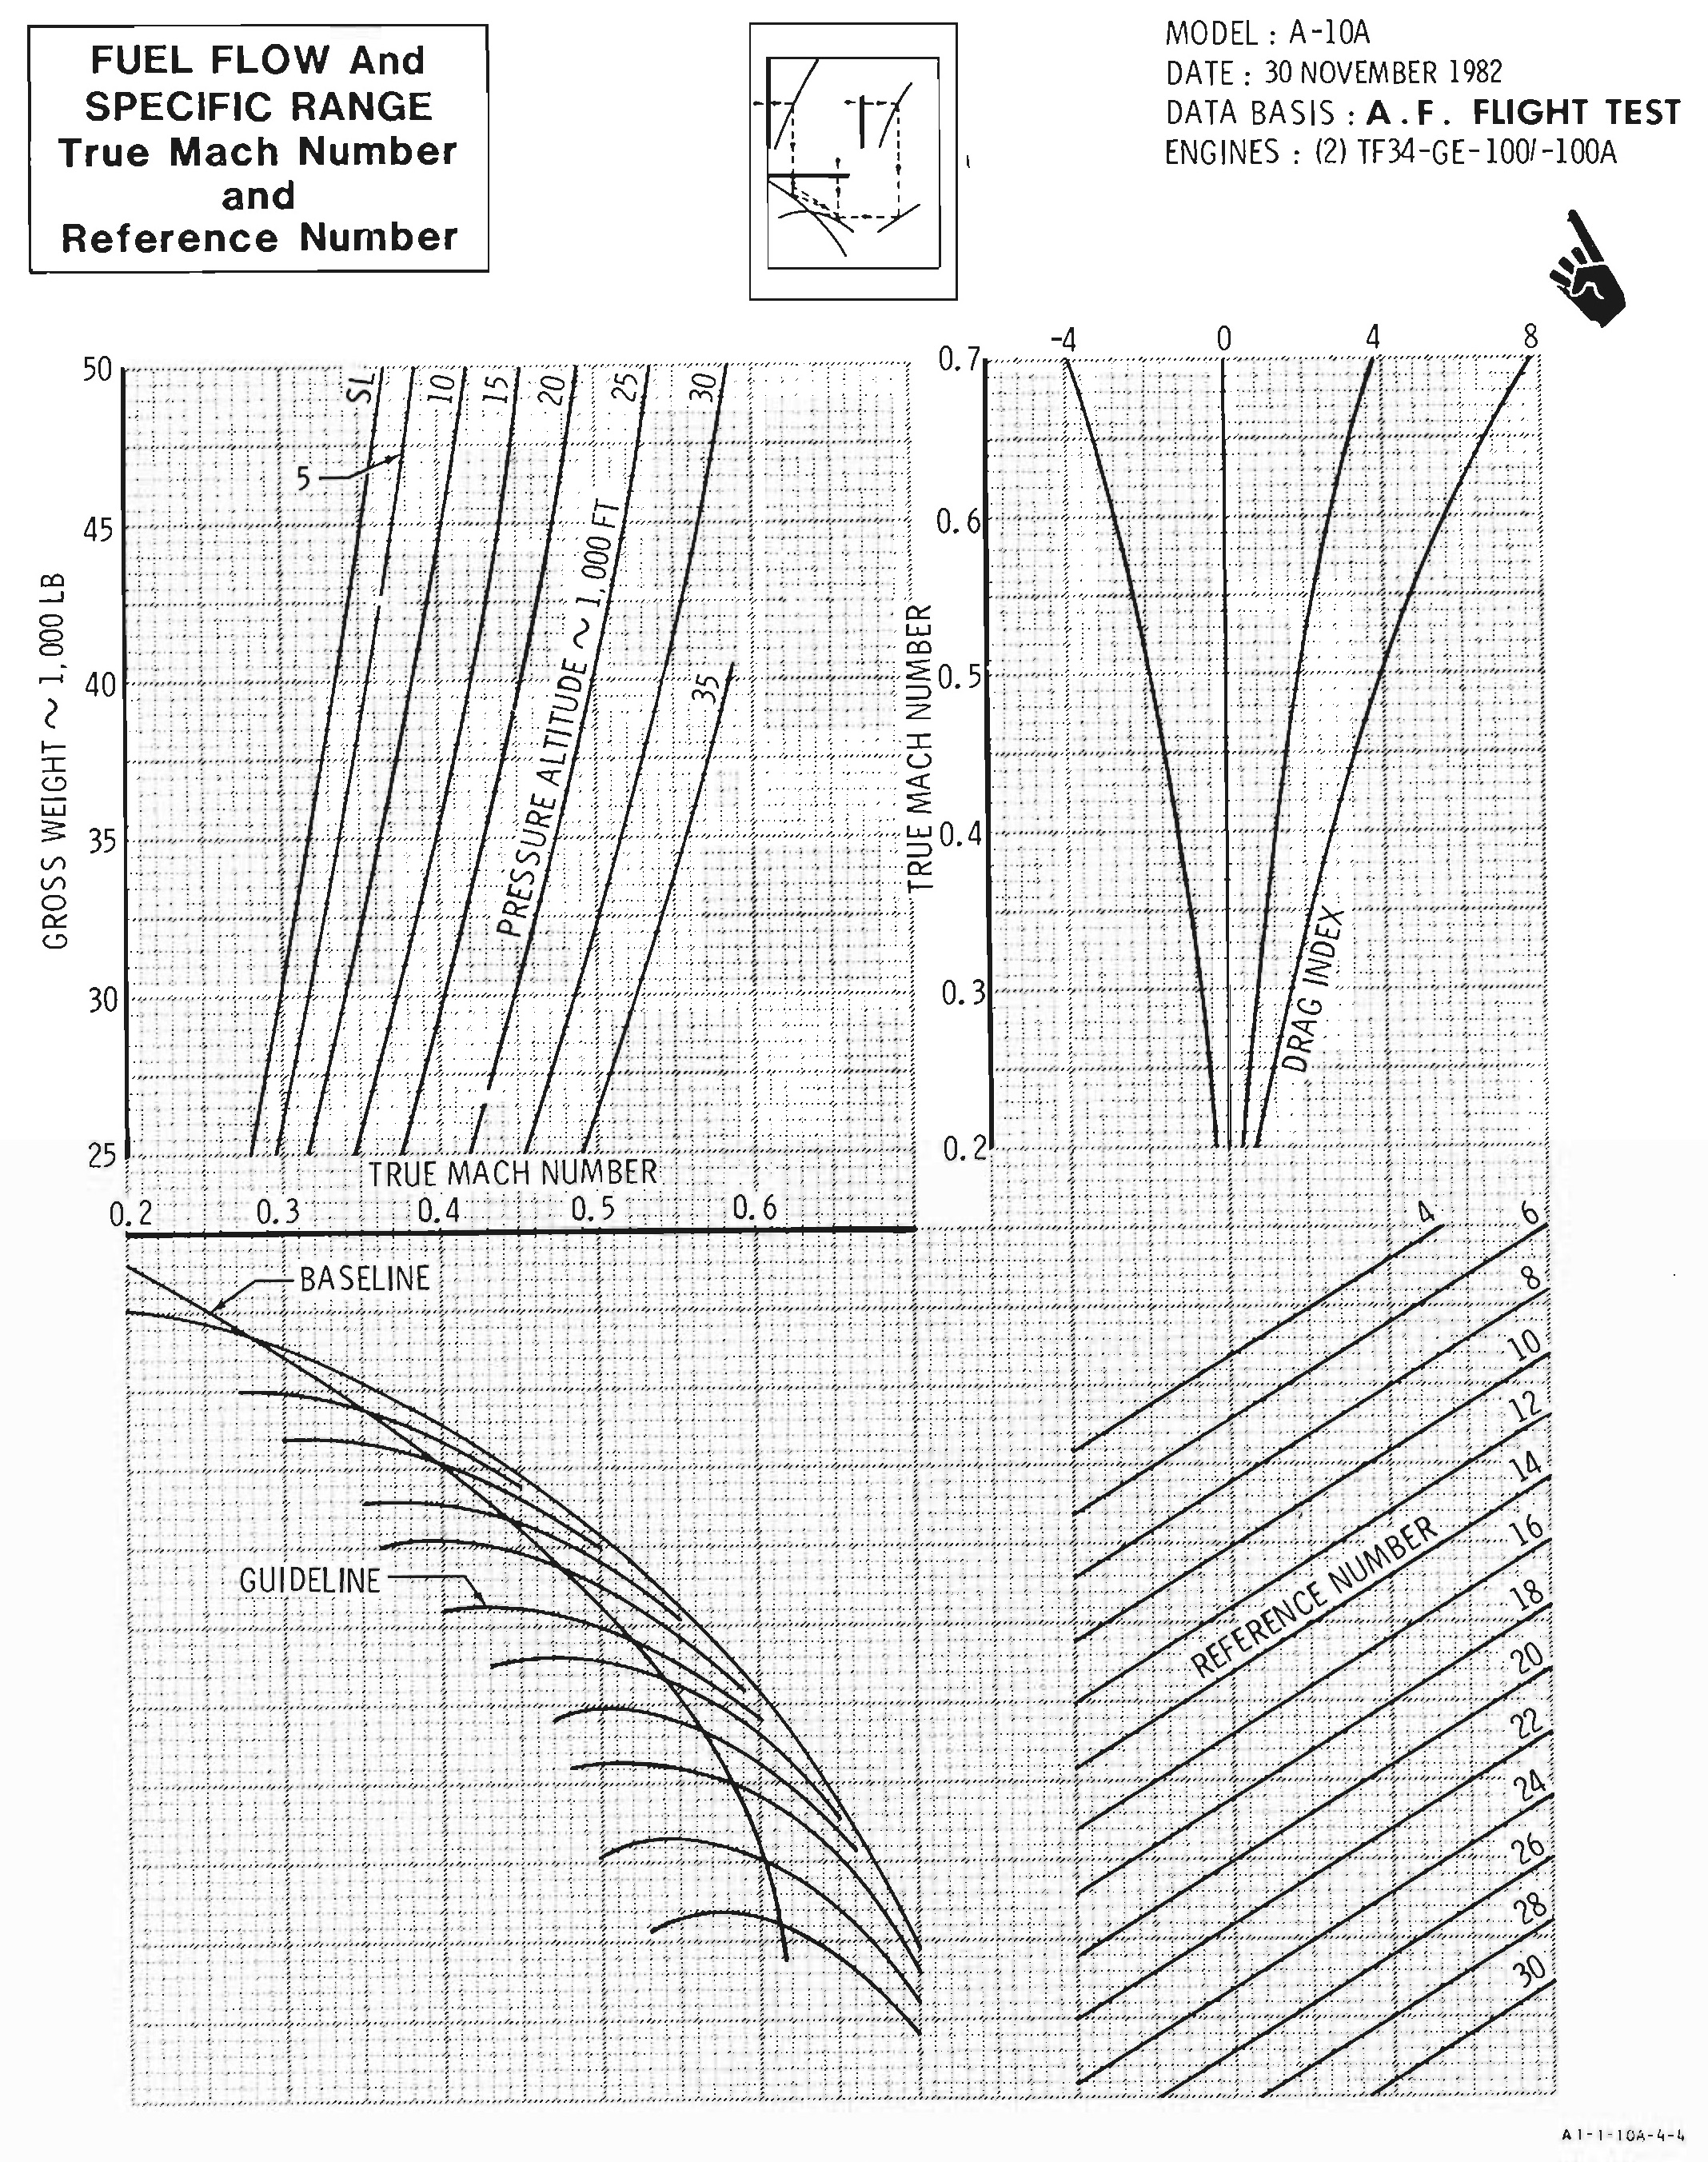 FUEL FLOW And
SPECIFIC RANGE
True Mach Number
and
Reference Number
MODEL : A-10A
DATE : 30 NOVEMBER 1982
DATA BASIS : A.F. FLIGHT TEST
ENGINES : (2) TF34-GE-100/-100A
50
45
40
35
30
25
GROSS WEIGHT ~ 1,000 LB
SL
5
10
15
20
25
30
35
PRESSURE ALTITUDE ~ 1,000 FT
TRUE MACH NUMBER
0.2
0.3
0.4
0.5
0.6
-4
0
4
8
0.7
0.6
0.5
0.4
0.3
0.2
TRUE MACH NUMBER
DRAG INDEX
BASELINE
GUIDELINE
4
6
8
10
12
14
16
18
20
22
24
26
28
30
REFERENCE NUMBER
A1-1-10A-4-4